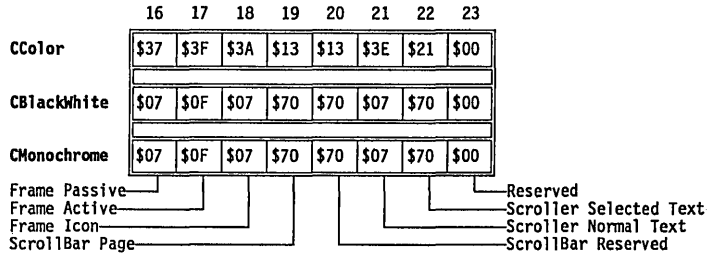 16 17 18 19 20 21 22 23
CColor $37 $3F $3A $13 $13 $3E $21 $00
CBlackWhite $07 $0F $07 $70 $70 $07 $70 $00
CMonochrome $07 $0F $07 $70 $70 $07 $70 $00
Frame Passive Reserved
Frame Active Scroller Selected Text
Frame Icon Scroller Normal Text
ScrollBar Page ScrollBar Reserved